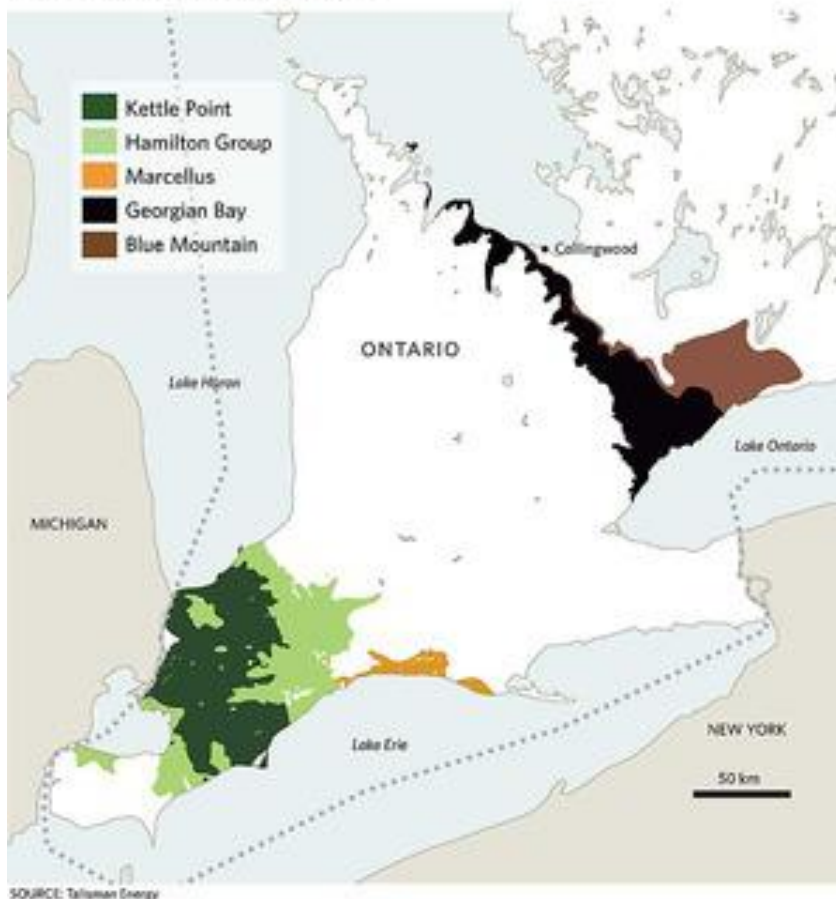 Kettle Point
Hamilton Group
Marcellus
Georgian Bay
Blue Mountain
Collingwood
ONTARIO
Lake Huron
Lake Ontario
MICHIGAN
NEW YORK
Lake Erie
50 km
SOURCE: Talisman Energy